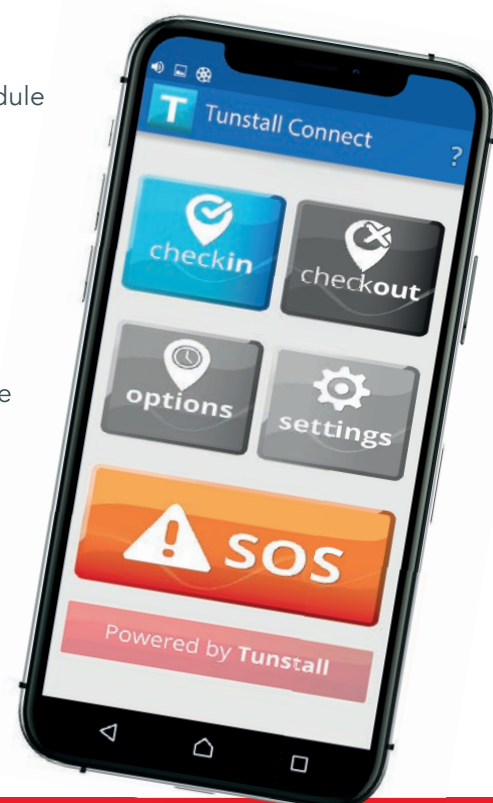 dule
T Tunstall Connect ?
checkin
checkout
options
settings
SOS
Powered by Tunstall
e